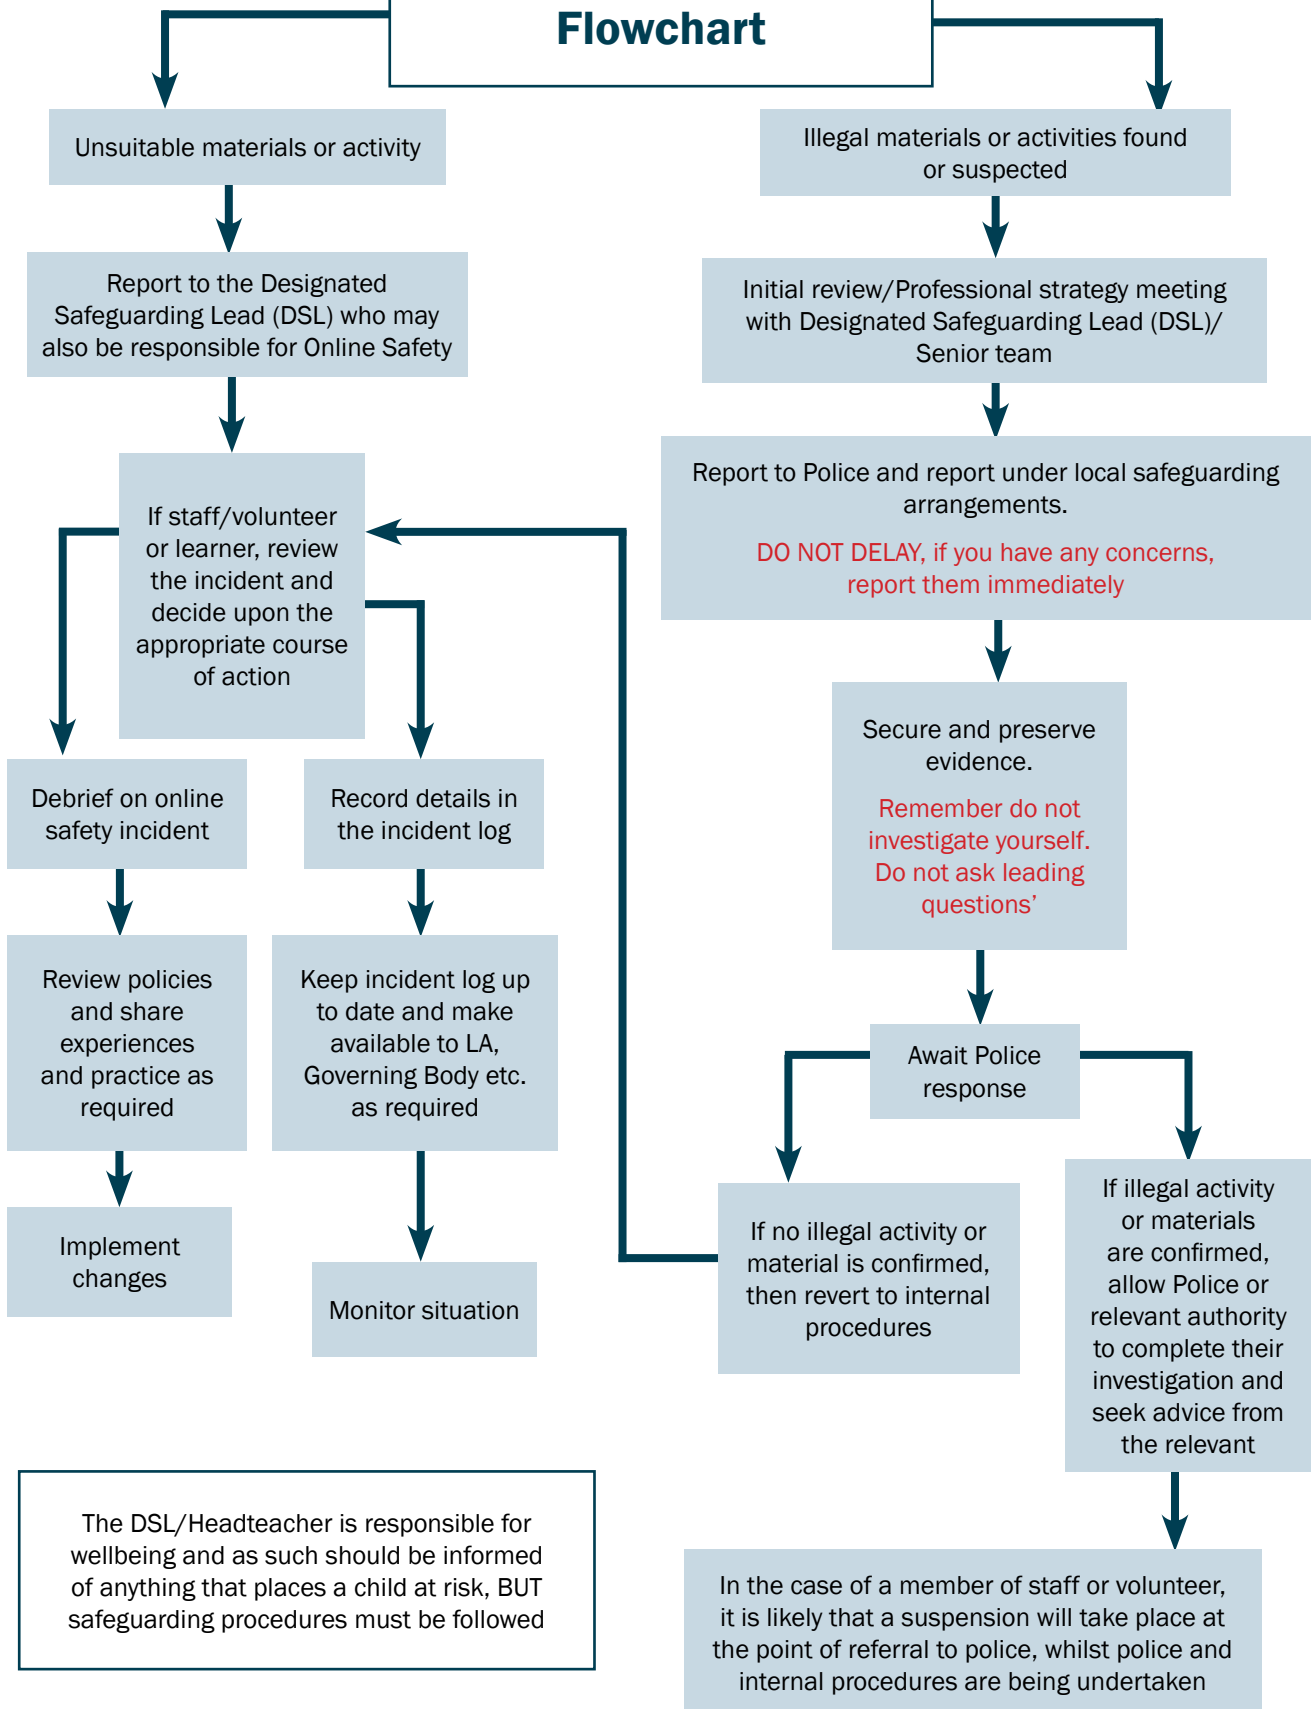 Flowchart
Unsuitable materials or activity
Report to the Designated
Safeguarding Lead (DSL) who may
also be responsible for Online Safety
If staff/volunteer
or learner, review
the incident and
decide upon the
appropriate course
of action
Debrief on online
safety incident
Review policies
and share
experiences
and practice as
required
Implement
changes
Record details in
the incident log
Keep incident log up
to date and make
available to LA,
Governing Body etc.
as required
Monitor situation
Illegal materials or activities found
or suspected
Initial review/Professional strategy meeting
with Designated Safeguarding Lead (DSL)/
Senior team
Report to Police and report under local safeguarding
arrangements.
DO NOT DELAY, if you have any concerns,
report them immediately
Secure and preserve
evidence.
Remember do not
investigate yourself.
Do not ask leading
questions’
Await Police
response
If no illegal activity or
material is confirmed,
then revert to internal
procedures
If illegal activity
or materials
are confirmed,
allow Police or
relevant authority
to complete their
investigation and
seek advice from
the relevant
In the case of a member of staff or volunteer,
it is likely that a suspension will take place at
the point of referral to police, whilst police and
internal procedures are being undertaken
The DSL/Headteacher is responsible for
wellbeing and as such should be informed
of anything that places a child at risk, BUT
safeguarding procedures must be followed